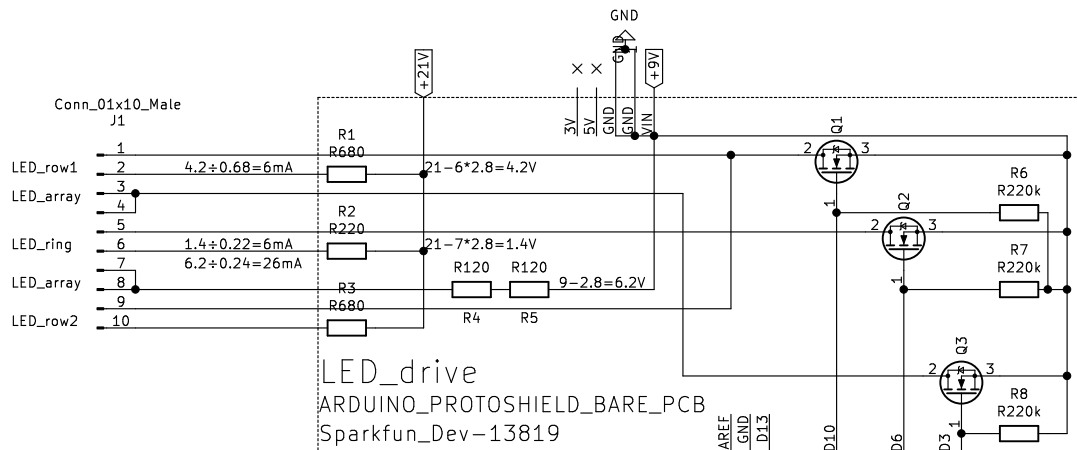 GND
GND
+21V
+9V
Conn_01x10_Male
J1
3V
5V
GND
GND
VIN
Q1
R1
R680
1
2
3
LED_row1
2
4.2÷0.68=6mA
21-6*2.8=4.2V
R6
R220k
LED_array
3
4
1
R2
R220
Q2
5
2
3
LED_ring
6
1.4÷0.22=6mA
21-7*2.8=1.4V
R7
R220k
6.2÷0.24=26mA
7
R120
R120
1
LED_array
8
9-2.8=6.2V
R3
R680
9
R4
R5
LED_row2
10
Q3
2
3
LED_drive
R8
R220k
ARDUINO_PROTOSHIELD_BARE_PCB
1
Sparkfun_Dev-13819
AREF
GND
D13
D10
D6
D3